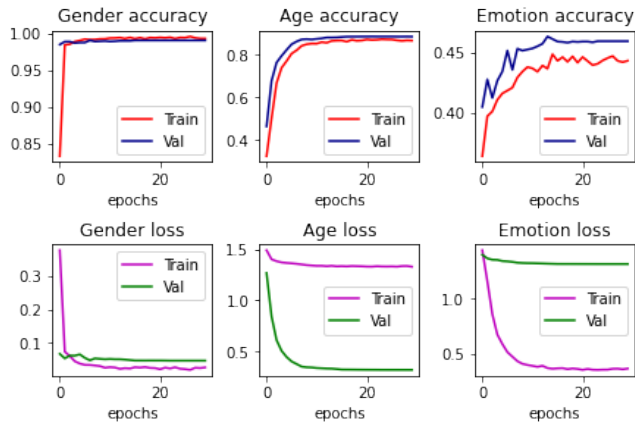 Gender accuracy
1.00
0.95
0.90
0.85
Train
Val
0
20
epochs
Age accuracy
0.8
0.6
0.4
Train
Val
0
20
epochs
Emotion accuracy
0.45
0.40
Train
Val
0
20
epochs
Gender loss
0.3
0.2
0.1
Train
Val
0
20
epochs
Age loss
1.5
1.0
0.5
Train
Val
0
20
epochs
Emotion loss
1.0
0.5
Train
Val
0
20
epochs